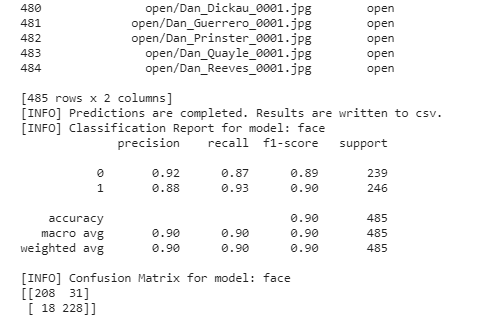 480 open/Dan_Dickau_0001.jpg open
481 open/Dan_Guerrero_0001.jpg open
482 open/Dan_Prinster_0001.jpg open
483 open/Dan_Quayle_0001.jpg open
484 open/Dan_Reeves_0001.jpg open
[485 rows x 2 columns]
[INFO] Predictions are completed. Results are written to csv.
[INFO] Classification Report for model: face
precision recall f1-score support
0 0.92 0.87 0.89 239
1 0.88 0.93 0.90 246
accuracy 0.90 485
macro avg 0.90 0.90 0.90 485
weighted avg 0.90 0.90 0.90 485
[INFO] Confusion Matrix for model: face
[[208 31]
[ 18 228]]